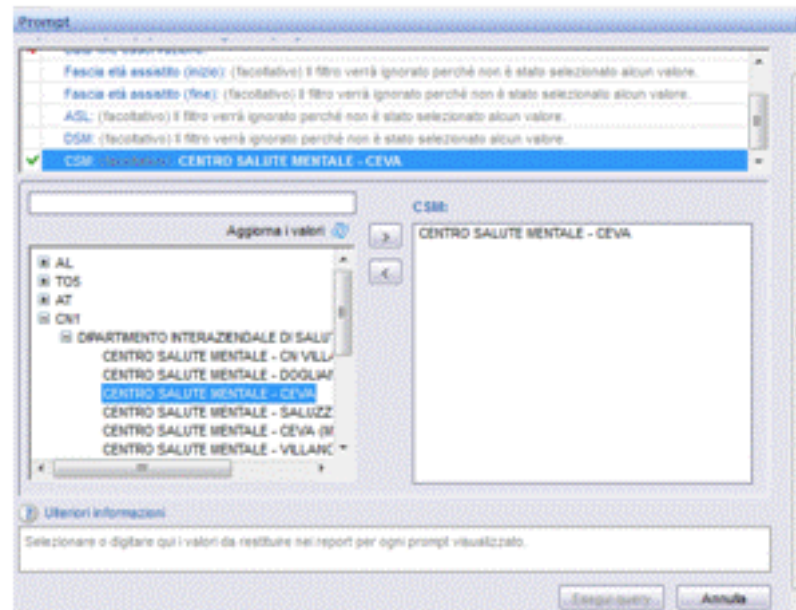 Prompt
Fascia età assistito (inizio): (facoltativo) Il filtro verrà ignorato perché non è stato selezionato alcun valore.
Fascia età assistito (fine): (facoltativo) Il filtro verrà ignorato perché non è stato selezionato alcun valore.
ASL: (facoltativo) Il filtro verrà ignorato perché non è stato selezionato alcun valore.
DSM: (facoltativo) Il filtro verrà ignorato perché non è stato selezionato alcun valore.
CSM: (facoltativo) CENTRO SALUTE MENTALE - CEVA
CSM:
Aggiorna i valori
> CENTRO SALUTE MENTALE - CEVA
<
AL
TO5
AT
CN1
DIPARTIMENTO INTERAZIENDALE DI SALUT
CENTRO SALUTE MENTALE - CN VILLA
CENTRO SALUTE MENTALE - DOGLIAN
CENTRO SALUTE MENTALE - CEVA
CENTRO SALUTE MENTALE - SALUZZ
CENTRO SALUTE MENTALE - CEVA (M
CENTRO SALUTE MENTALE - VILLANC
Ulteriori informazioni
Selezionare o digitare qui i valori da restituire nei report per ogni prompt visualizzato.
Esegui query Annulla